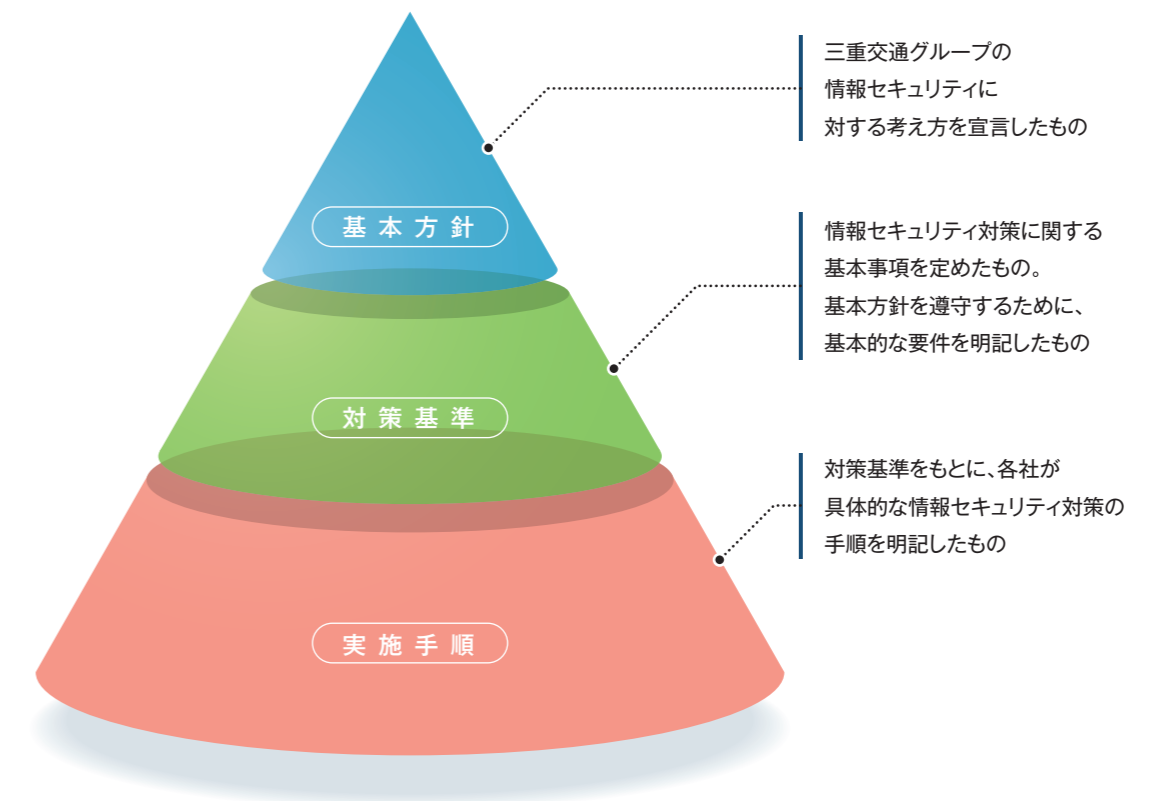 三重交通グループの
情報セキュリティに
対する考え方を宣言したもの
基本方針
情報セキュリティ対策に関する
基本事項を定めたもの。
基本方針を遵守するために、
基本的な要件を明記したもの
対策基準
対策基準をもとに、各社が
具体的な情報セキュリティ対策の
手順を明記したもの
実施手順